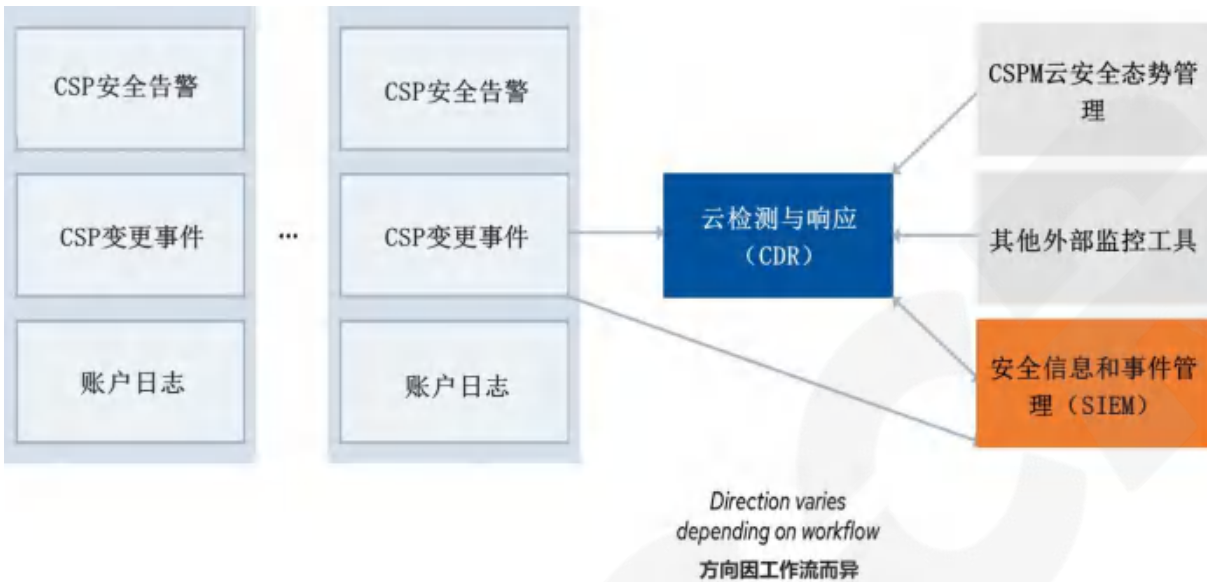 CSP安全告警
CSP变更事件
账户日志
...
CSP安全告警
CSP变更事件
账户日志
云检测与响应
（CDR）
CSPM云安全态势管
理
其他外部监控工具
安全信息和事件管
理（SIEM）
Direction varies
depending on workflow
方向因工作流而异